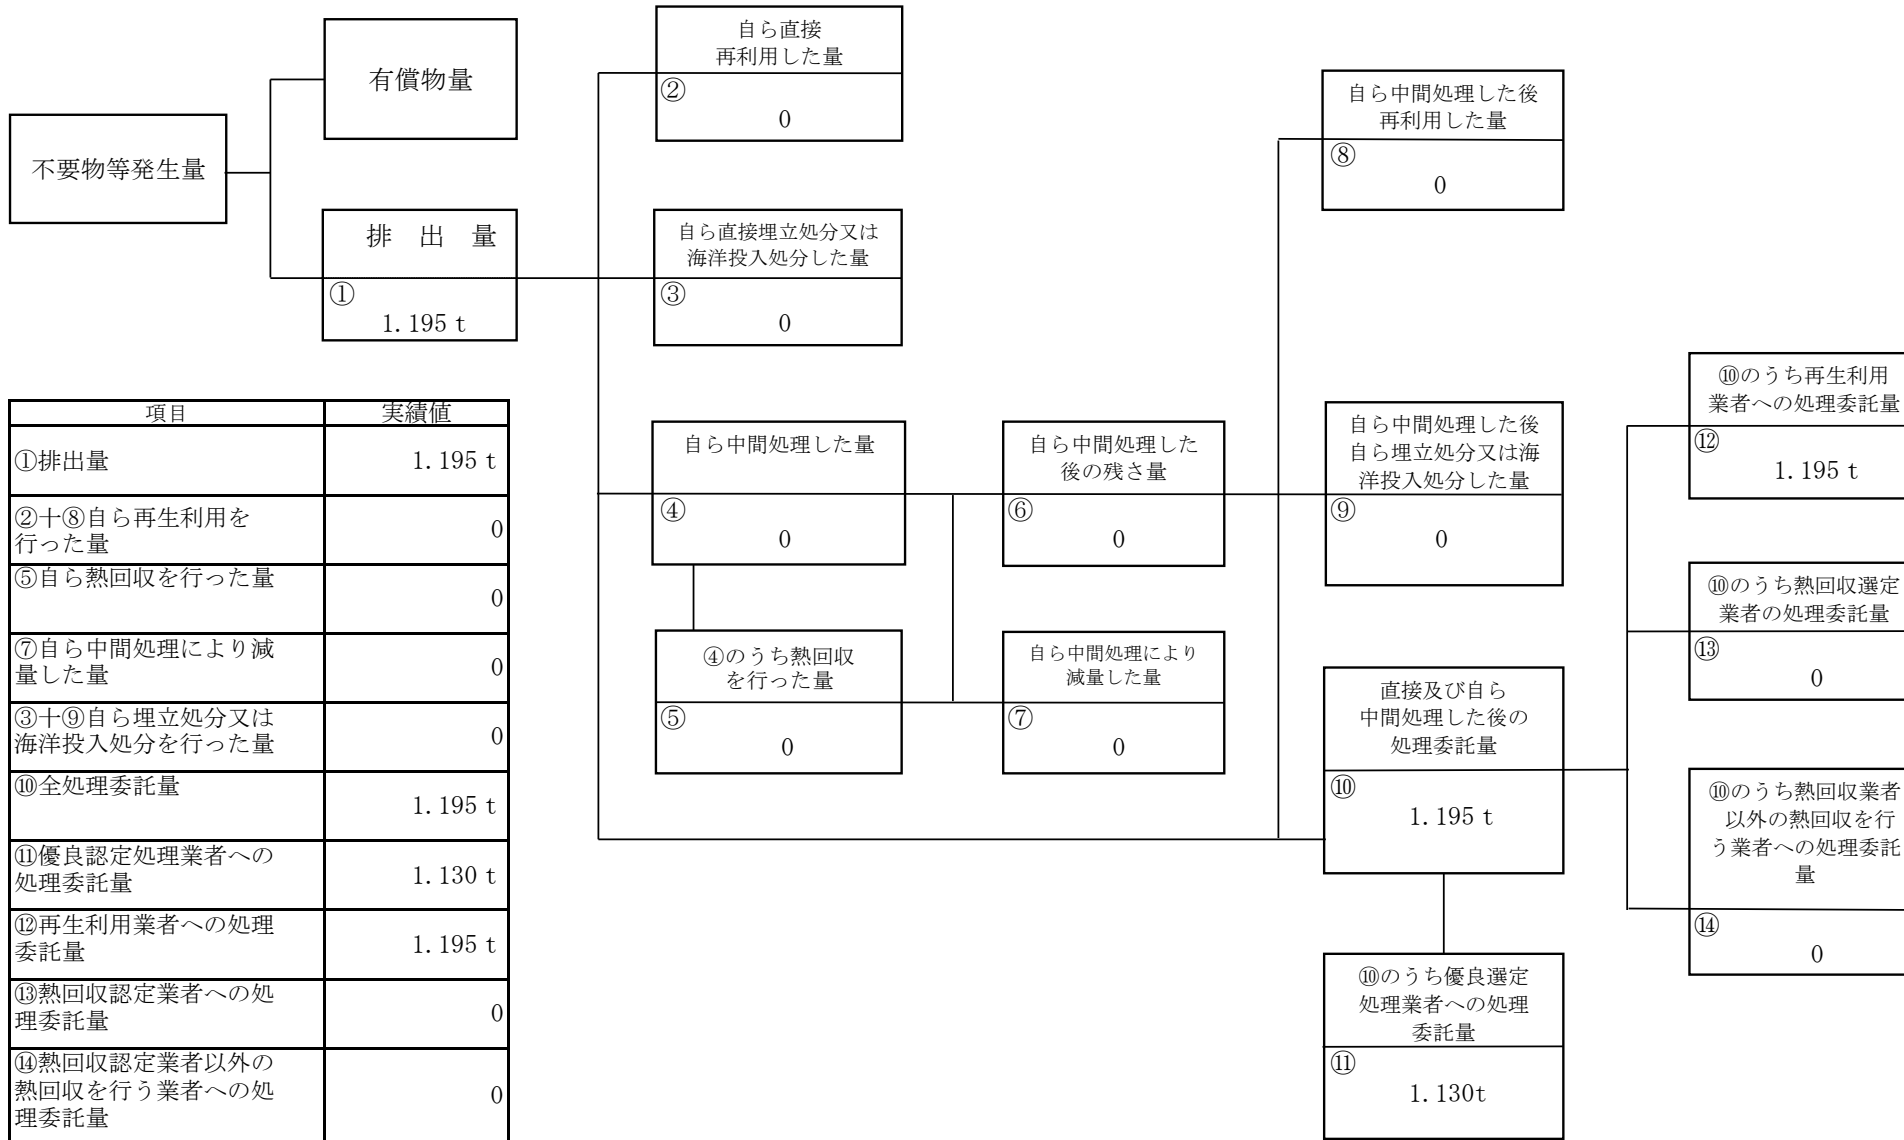 有償物量
不要物等発生量
排 出 量
①
1.195 t
自ら直接
再利用した量
②
0
自ら直接埋立処分又は
海洋投入処分した量
③
0
自ら中間処理した量
④
0
④のうち熱回収
を行った量
⑤
0
自ら中間処理した
後の残さ量
⑥
0
自ら中間処理により
減量した量
⑦
0
自ら中間処理した後
再利用した量
⑧
0
自ら中間処理した後
自ら埋立処分又は海
洋投入処分した量
⑨
0
直接及び自ら
中間処理した後の
処理委託量
⑩
1.195 t
⑩のうち優良選定
処理業者への処理
委託量
⑪
1.130t
⑩のうち再生利用
業者への処理委託量
⑫
1.195 t
⑩のうち熱回収選定
業者の処理委託量
⑬
0
⑩のうち熱回収業者
以外の熱回収を行
う業者への処理委託
量
⑭
0
項目 実績値
①排出量 1.195 t
②十⑧自ら再生利用を
行った量 0
⑤自ら熱回収を行った量
0
⑦自ら中間処理により減
量した量 0
③十⑨自ら埋立処分又は
海洋投入処分を行った量 0
⑩全処理委託量
1.195 t
⑪優良認定処理業者への
処理委託量 1.130 t
⑫再生利用業者への処理
委託量 1.195 t
⑬熱回収認定業者への処
理委託量 0
⑭熱回収認定業者以外の
熱回収を行う業者への処 0
理委託量